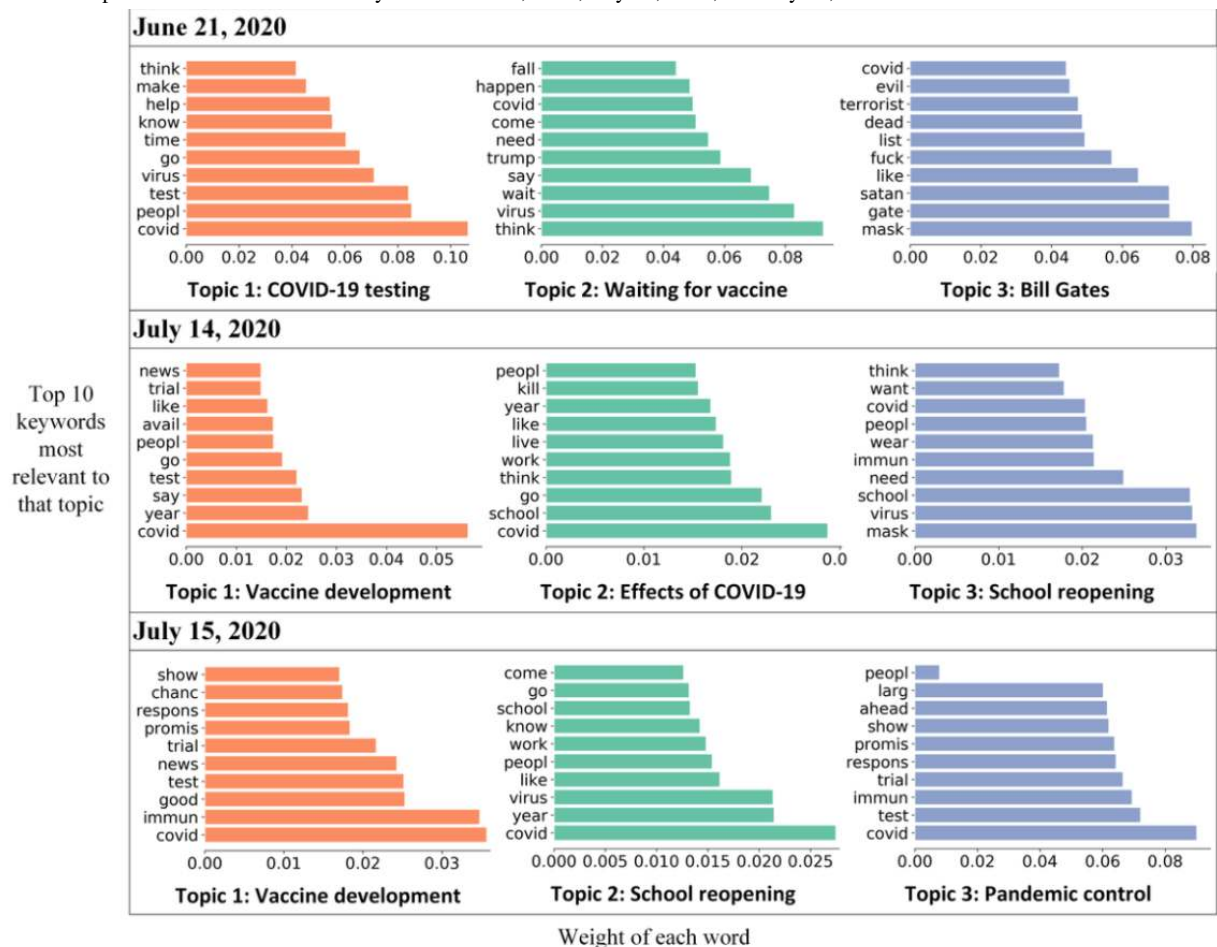 June 21, 2020
think
make
help
know
time
go
virus
test
peopl
covid
0.00 0.02 0.04 0.06 0.08 0.10
Topic 1: COVID-19 testing
fall
happen
covid
come
need
trump
say
wait
virus
think
0.00 0.02 0.04 0.06 0.08
Topic 2: Waiting for vaccine
covid
evil
terrorist
dead
list
fuck
like
satan
gate
mask
0.00 0.02 0.04 0.06 0.08
Topic 3: Bill Gates
July 14, 2020
Top 10
keywords
most
relevant to
that topic
news
trial
like
avail
peopl
go
test
say
year
covid
0.00 0.01 0.02 0.03 0.04 0.05
Topic 1: Vaccine development
peopl
kill
year
like
live
work
think
go
school
covid
0.00 0.01 0.02 0.0
Topic 2: Effects of COVID-19
think
want
covid
peopl
wear
immun
need
school
virus
mask
0.00 0.01 0.02 0.03
Topic 3: School reopening
July 15, 2020
show
chanc
respons
promis
trial
news
test
good
immun
covid
0.00 0.01 0.02 0.03
Topic 1: Vaccine development
come
go
school
know
work
peopl
like
virus
year
covid
0.000 0.005 0.010 0.015 0.020 0.025
Topic 2: School reopening
peopl
larg
ahead
show
promis
respons
trial
immun
test
covid
0.00 0.02 0.04 0.06 0.08
Topic 3: Pandemic control
Weight of each word